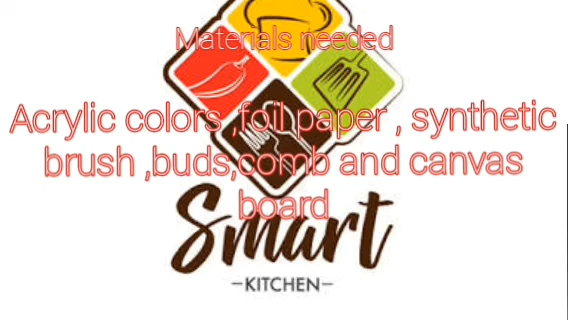 Materials needed
Acrylic colors ,foil paper , synthetic
brush ,buds,comb and canvas
board
Smart
-KITCHEN-